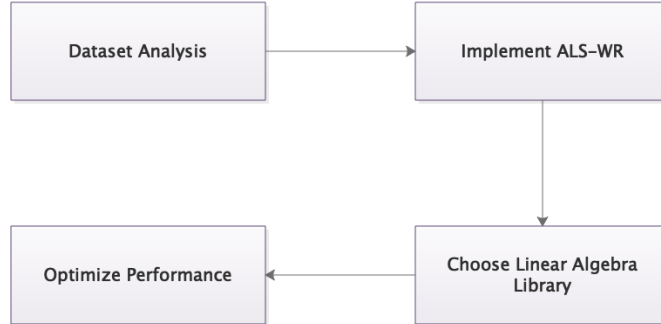 Dataset Analysis
Implement ALS-WR
Choose Linear Algebra
Library
Optimize Performance